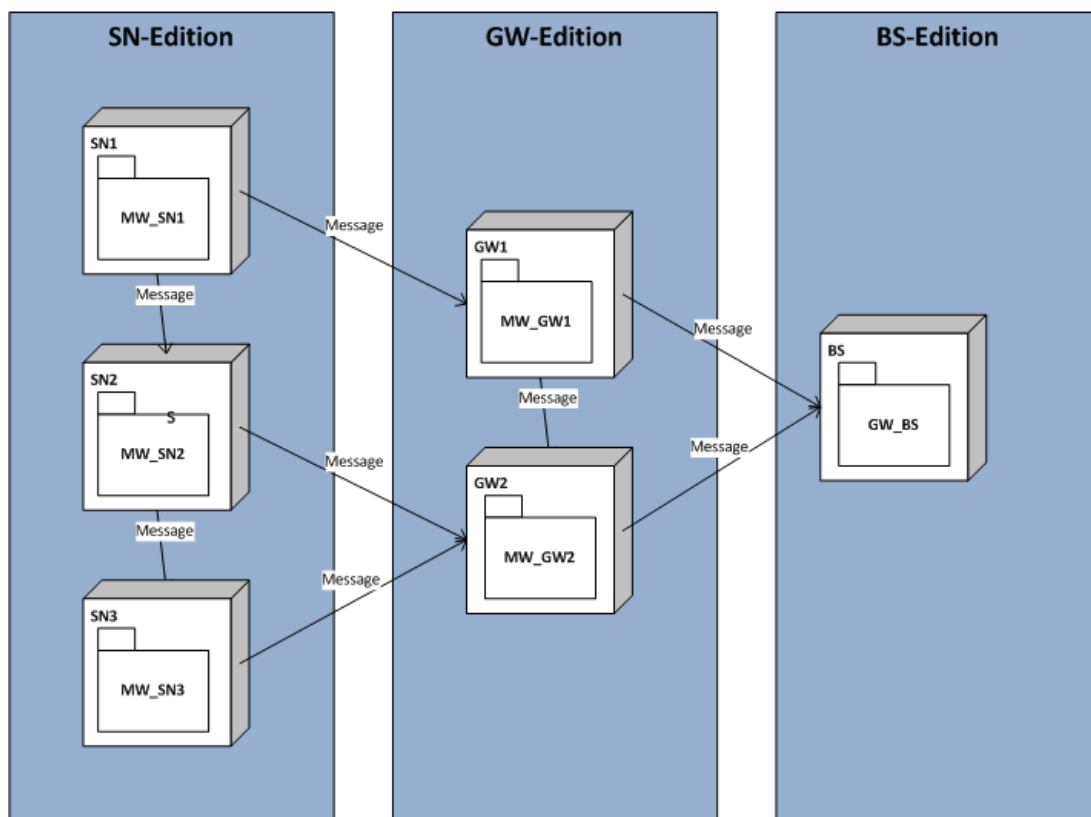 SN-Edition
SN1
MW_SN1
Message
SN2
S
MW_SN2
Message
SN3
MW_SN3
Message
Message
Message
GW-Edition
GW1
MW_GW1
Message
GW2
MW_GW2
Message
Message
BS-Edition
BS
GW_BS